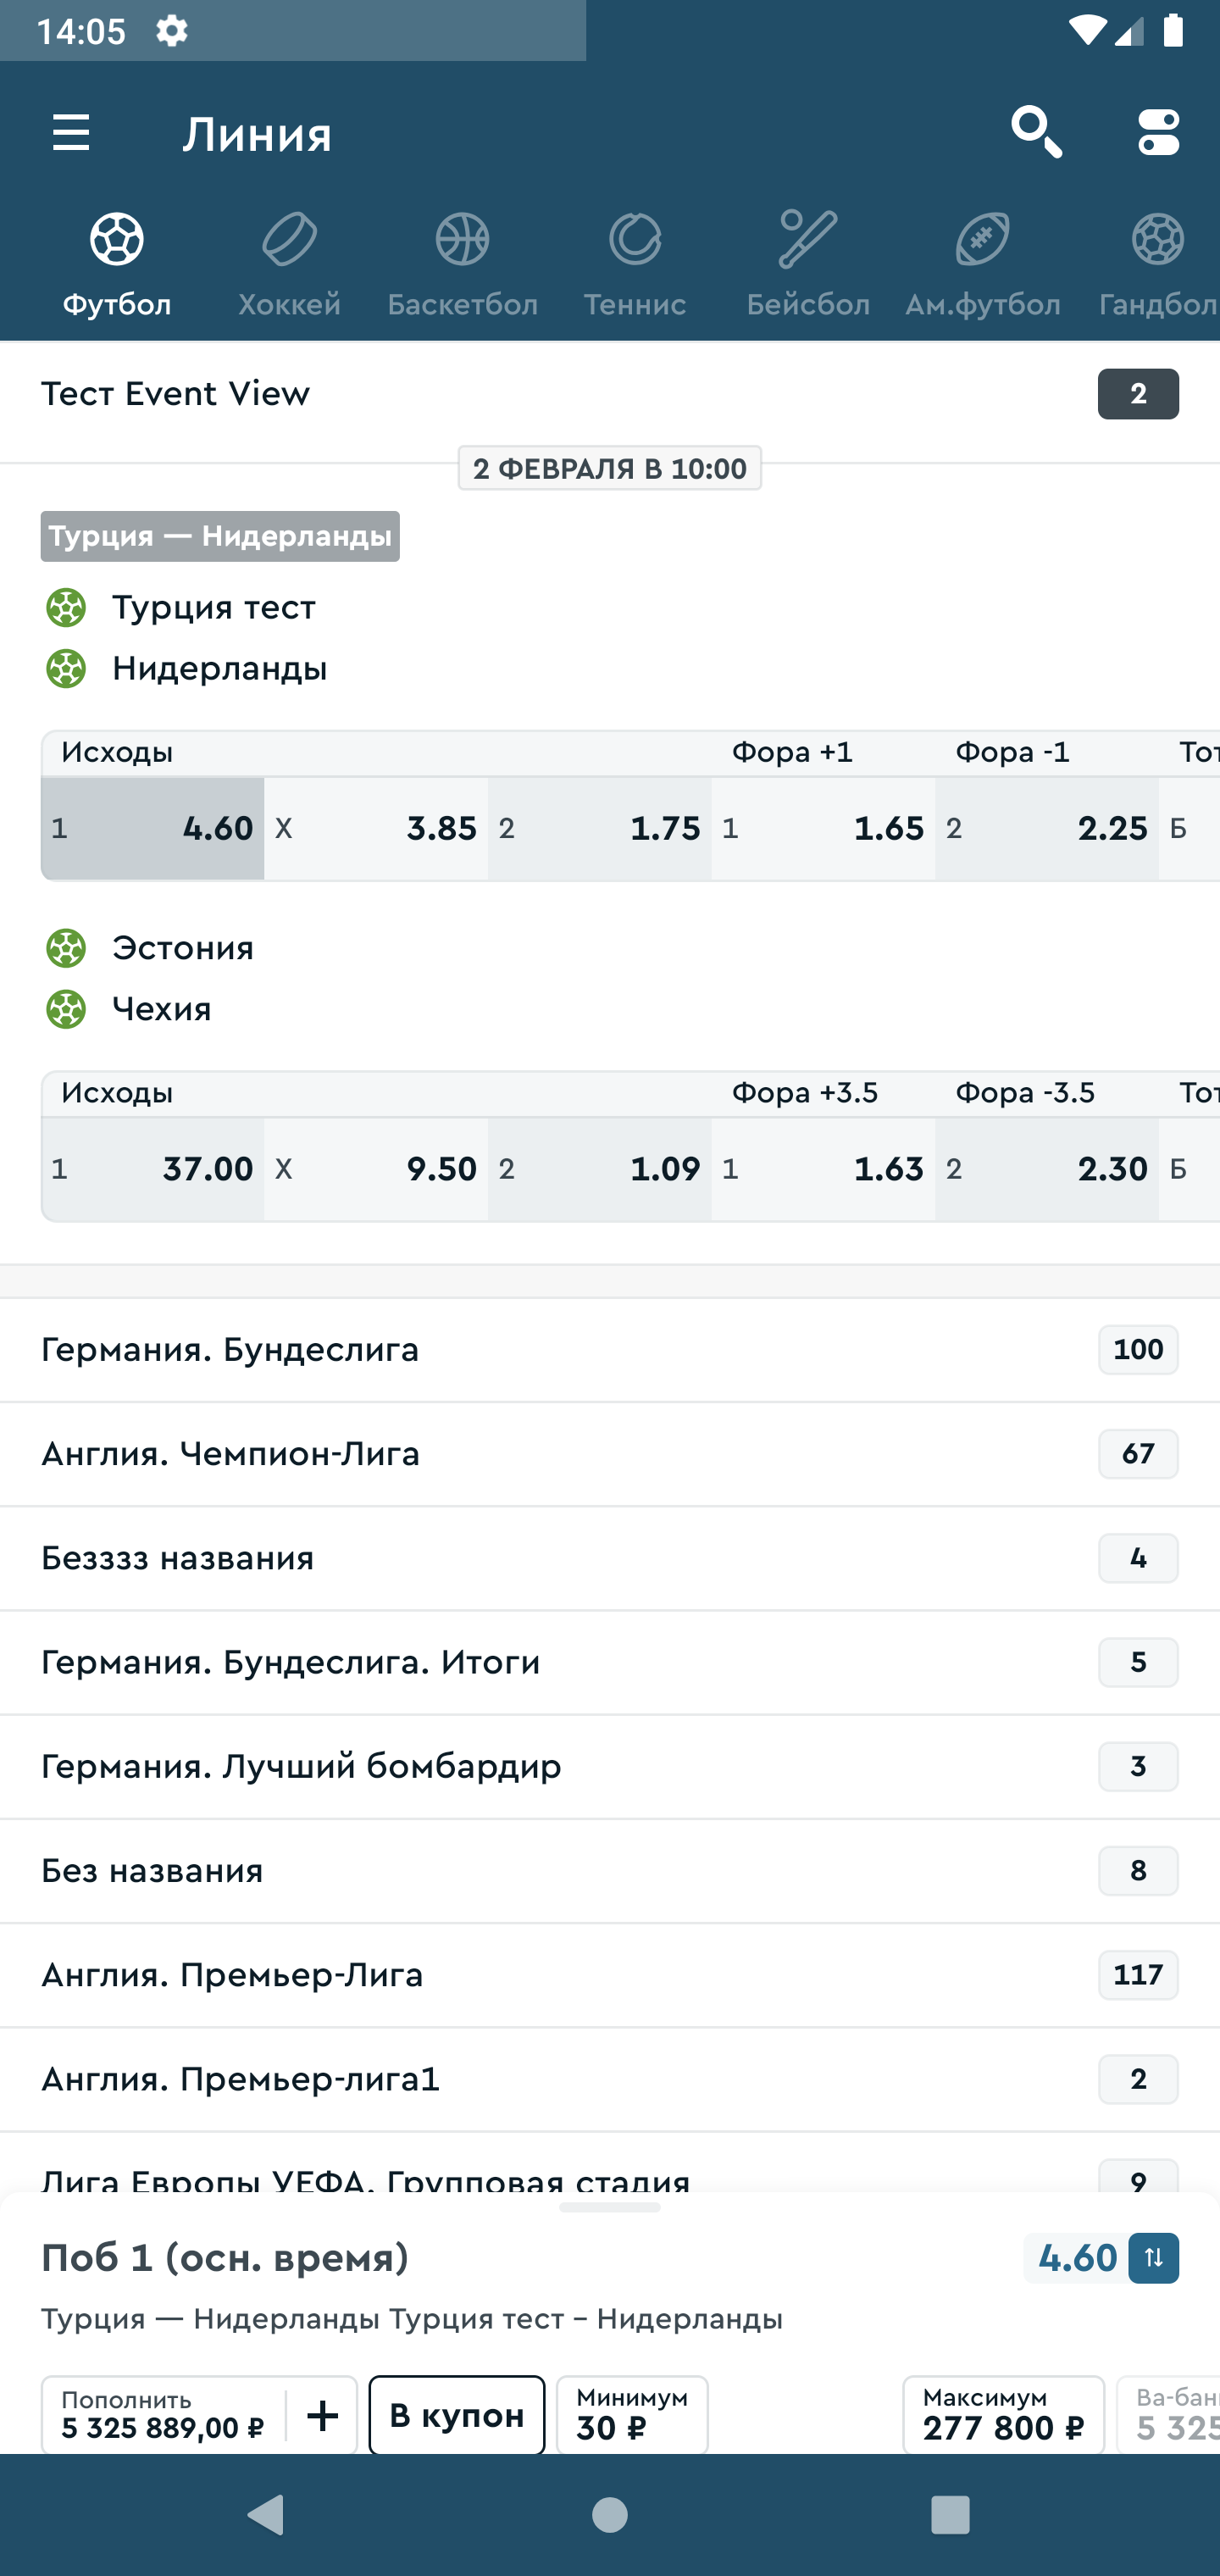 14:05
Линия
Футбол Хоккей Баскетбол Теннис Бейсбол Ам.футбол Гандбол
Тест Event View 2
2 ФЕВРАЛЯ В 10:00
Турция — Нидерланды
Турция тест
Нидерланды
Исходы Фора +1 Фора -1 Тот
1 4.60 X 3.85 2 1.75 1 1.65 2 2.25 Б
Эстония
Чехия
Исходы Фора +3.5 Фора -3.5 Тот
1 37.00 X 9.50 2 1.09 1 1.63 2 2.30 Б
Германия. Бундеслига 100
Англия. Чемпион-Лига 67
Безззз названия 4
Германия. Бундеслига. Итоги 5
Германия. Лучший бомбардир 3
Без названия 8
Англия. Премьер-Лига 117
Англия. Премьер-лига1 2
Лига Европы УЕФА. Групповая стадия 9
Поб 1 (осн. время) 4.60
Турция — Нидерланды Турция тест – Нидерланды
Пополнить Минимум Максимум Ва-бан
5 325 889,00 ₽ + В купон 30 ₽ 277 800 ₽ 5 325